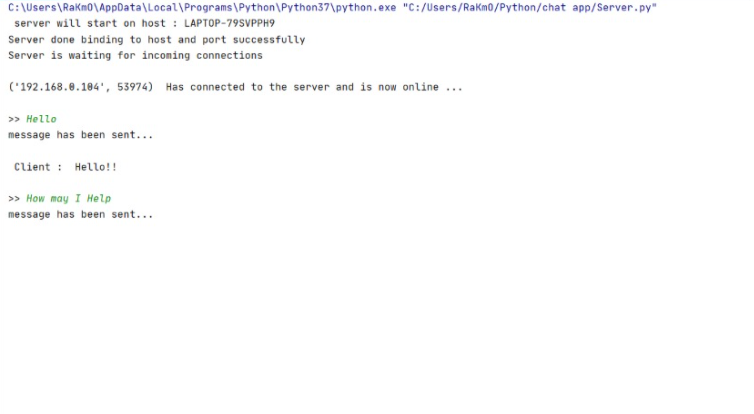 C:\Users\RaKmO\AppData\Local\Programs\Python\Python37\python.exe "C:/Users/RaKmO/Python/chat app/Server.py"
server will start on host : LAPTOP-79SVPPH9
Server done binding to host and port successfully
Server is waiting for incoming connections
('192.168.0.104', 53974)  Has connected to the server and is now online ...
>> Hello
message has been sent...
Client :  Hello!!
>> How may I Help
message has been sent...